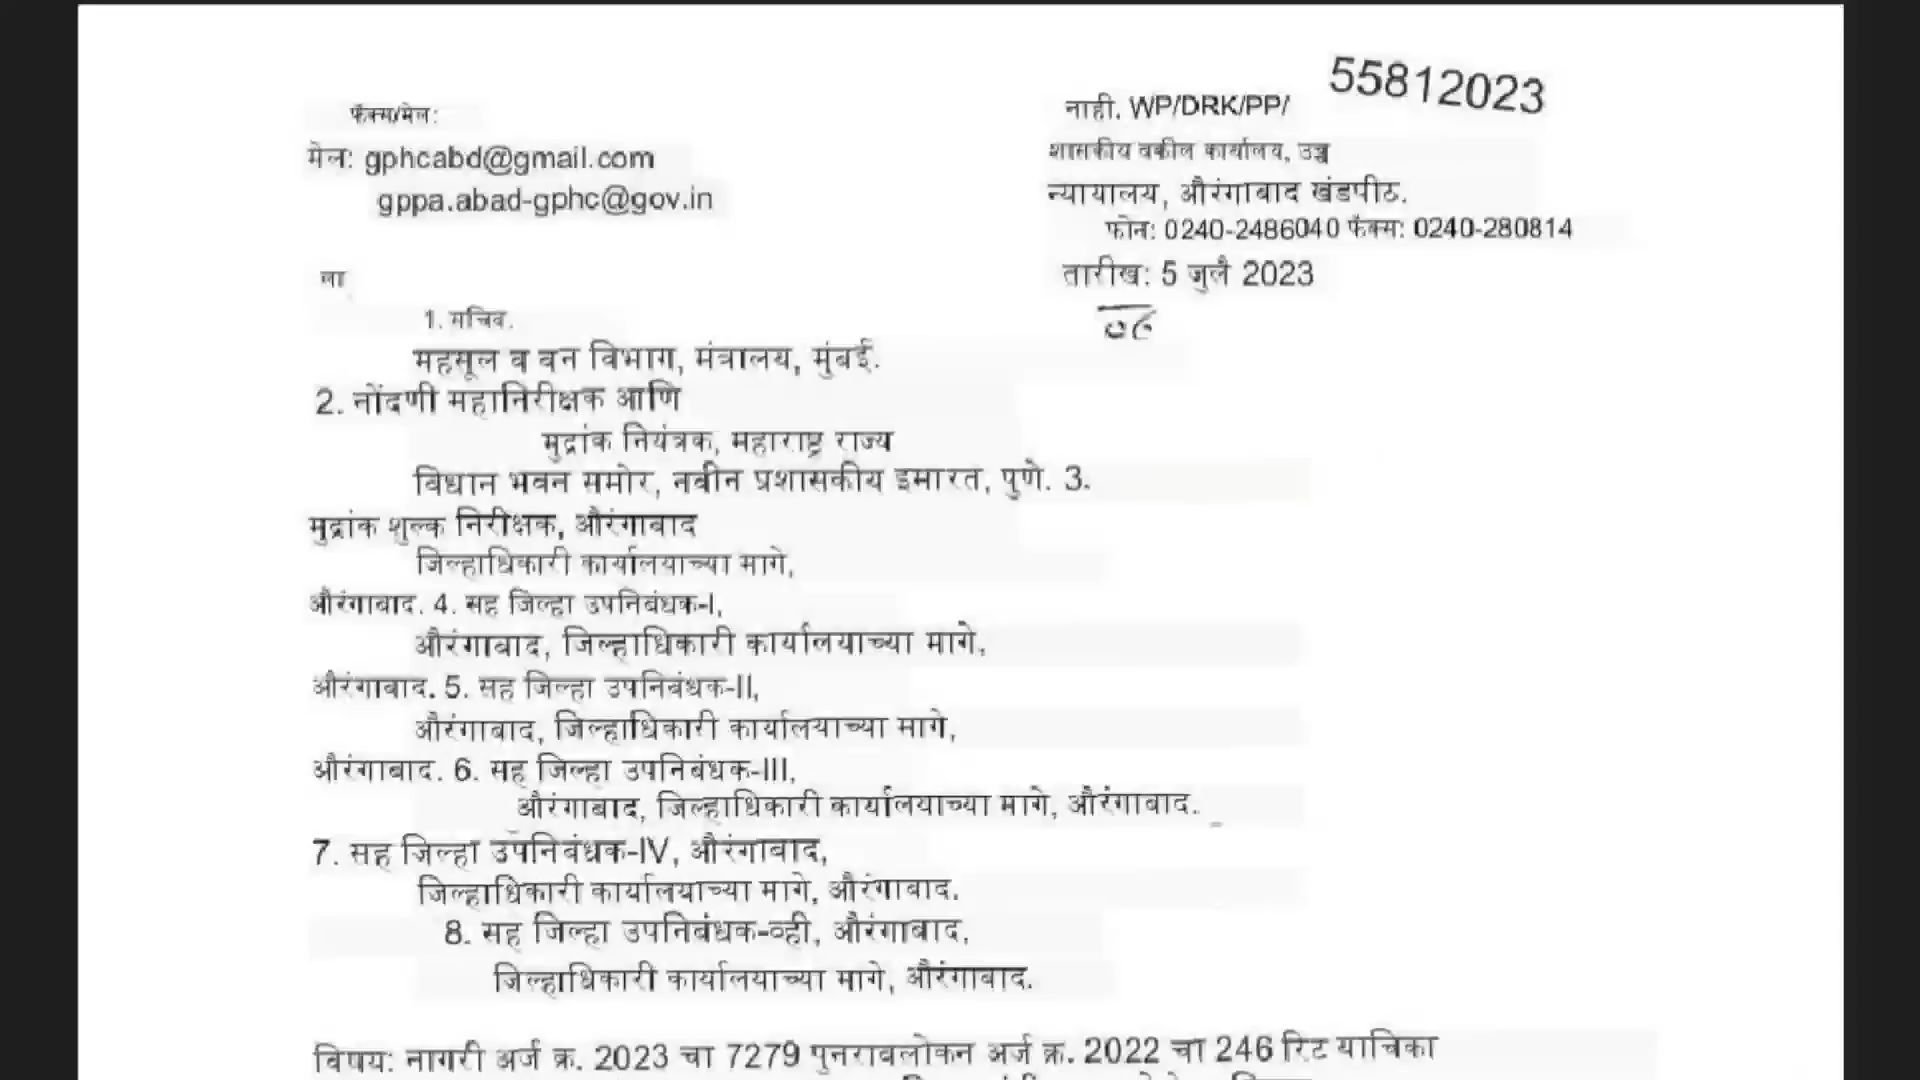 55812023
फॅक्स/मेल:
नाही. WP/DRK/PP/
मेल: gphcabd@gmail.com
शासकीय वकील कार्यालय, उच्च
gppa.abad-gphc@gov.in
न्यायालय, औरंगाबाद खंडपीठ.
फोन: 0240-2486040 फॅक्स: 0240-280814
ला
तारीख: 5 जुलै 2023
06
1. सचिव.
महसूल व वन विभाग, मंत्रालय, मुंबई.
2. नोंदणी महानिरीक्षक आणि
मुद्रांक नियंत्रक, महाराष्ट्र राज्य
विधान भवन समोर, नवीन प्रशासकीय इमारत, पुणे. 3.
मुद्रांक शुल्क निरीक्षक, औरंगाबाद
जिल्हाधिकारी कार्यालयाच्या मागे,
औरंगाबाद. 4. सह जिल्हा उपनिबंधक-I,
औरंगाबाद, जिल्हाधिकारी कार्यालयाच्या मागे,
औरंगाबाद. 5. सह जिल्हा उपनिबंधक-II,
औरंगाबाद, जिल्हाधिकारी कार्यालयाच्या मागे,
औरंगाबाद. 6. सह जिल्हा उपनिबंधक-III,
औरंगाबाद, जिल्हाधिकारी कार्यालयाच्या मागे, औरंगाबाद.
7. सह जिल्हा उपनिबंधक-IV, औरंगाबाद,
जिल्हाधिकारी कार्यालयाच्या मागे, औरंगाबाद.
8. सह जिल्हा उपनिबंधक-व्ही, औरंगाबाद,
जिल्हाधिकारी कार्यालयाच्या मागे, औरंगाबाद.
विषय: नागरी अर्ज क्र. 2023 चा 7279 पुनरावलोकन अर्ज क्र. 2022 चा 246 रिट याचिका